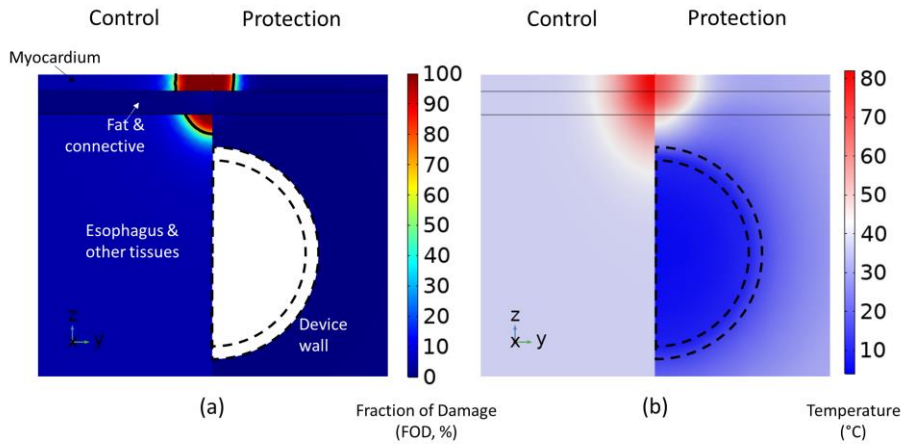 Control
Protection
Control
Protection
Myocardium
Fat &
connective
Esophagus &
other tissues
Device
wall
z
x
y
100
90
80
70
60
50
40
30
20
10
0
z
x
y
80
70
60
50
40
30
20
10
(a)
Fraction of Damage
(FOD, %)
(b)
Temperature
(°C)